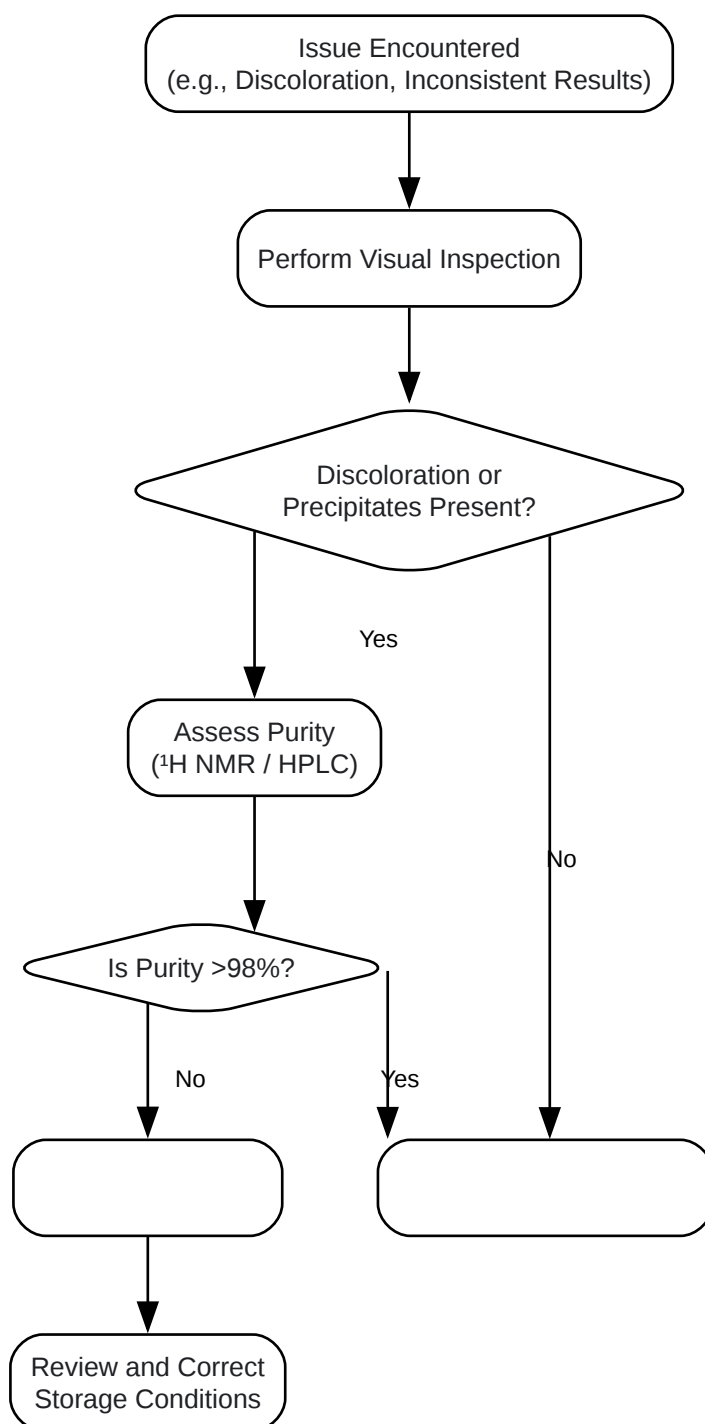 Issue Encountered
(e.g., Discoloration, Inconsistent Results)
Perform Visual Inspection
Discoloration or
Precipitates Present?
Yes
Assess Purity
(¹H NMR / HPLC)
No
Is Purity >98%?
No
Yes
Review and Correct
Storage Conditions